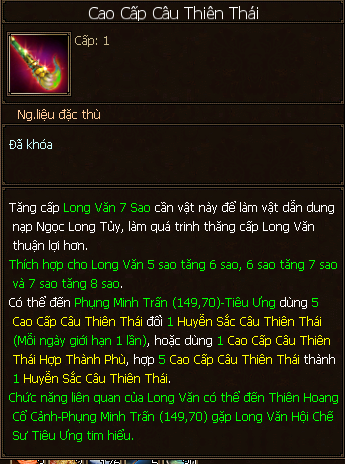 Cao Cấp Câu Thiên Thái
Cấp: 1
Ng.liệu đặc thù
Đã khóa
Tăng cấp Long Văn 7 Sao cần vật này để làm vật dẫn dung
nạp Ngọc Long Tủy, làm quá trinh thăng cấp Long Văn
thuận lợi hơn.
Thích hợp cho Long Văn 5 sao tăng 6 sao, 6 sao tăng 7 sao
và 7 sao tăng 8 sao.
Có thể đến Phụng Minh Trấn (149,70)-Tiêu Ưng dùng 5
Cao Cấp Câu Thiên Thái đổi 1 Huyễn Sắc Câu Thiên Thái
(Mỗi ngày giới hạn 1 lần), hoặc dùng 1 Cao Cấp Câu Thiên
Thái Hợp Thành Phù, hợp 5 Cao Cấp Câu Thiên Thái thành
1 Huyễn Sắc Câu Thiên Thái.
Chức năng liên quan của Long Văn có thể đến Thiên Hoang
Cổ Cảnh-Phụng Minh Trấn (149,70) gặp Long Văn Hội Chế
Sư Tiêu Ưng tìm hiểu.